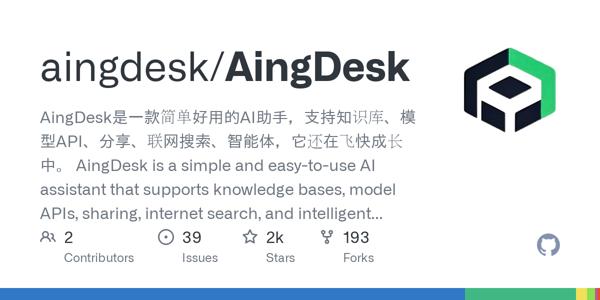 aingdesk/AingDesk
AingDesk是一款简单好用的AI助手，支持知识库、模
型API、分享、联网搜索、智能体，它还在飞快成长
中。 AingDesk is a simple and easy-to-use AI
assistant that supports knowledge bases, model
APIs, sharing, internet search, and intelligent...
2
Contributors
39
Issues
2k
Stars
193
Forks